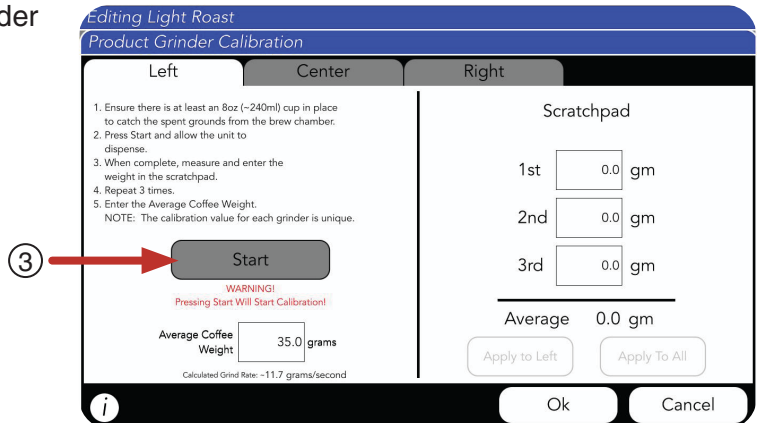 der
Editing Light Roast
Product Grinder Calibration
Left
Center
Right
1. Ensure there is at least an 8oz (~240ml) cup in place
to catch the spent grounds from the brew chamber.
2. Press Start and allow the unit to
dispense.
3. When complete, measure and enter the
weight in the scratchpad.
4. Repeat 3 times.
5. Enter the Average Coffee Weight.
NOTE: The calibration value for each grinder is unique.
3
Start
WARNING!
Pressing Start Will Start Calibration!
Average Coffee
Weight
35.0 grams
Calculated Grind Rate: ~11.7 grams/second
Scratchpad
1st 0.0 gm
2nd 0.0 gm
3rd 0.0 gm
Average 0.0 gm
Apply to Left
Apply To All
i
Ok
Cancel